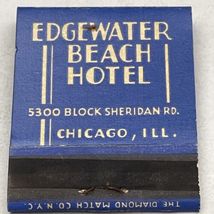 EDGEWATER
BEACH
HOTEL
5300 BLOCK SHERIDAN RD.
CHICAGO, ILL.
THE DIAMOND MATCH CO. N.Y.C.